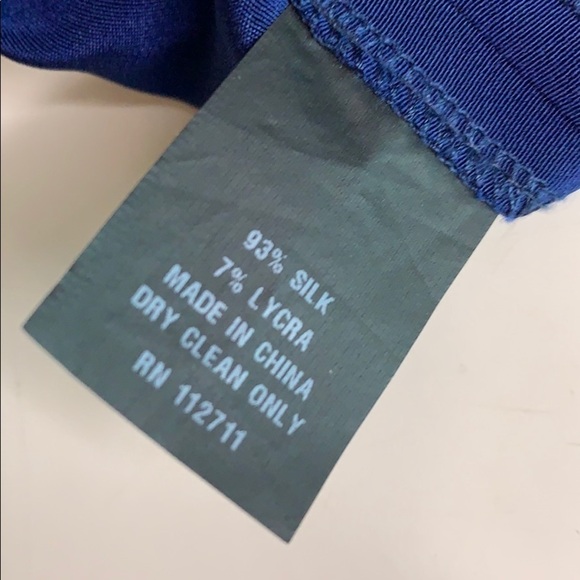 93% SILK
7% LYCRA
MADE IN CHINA
DRY CLEAN ONLY
RN 112711